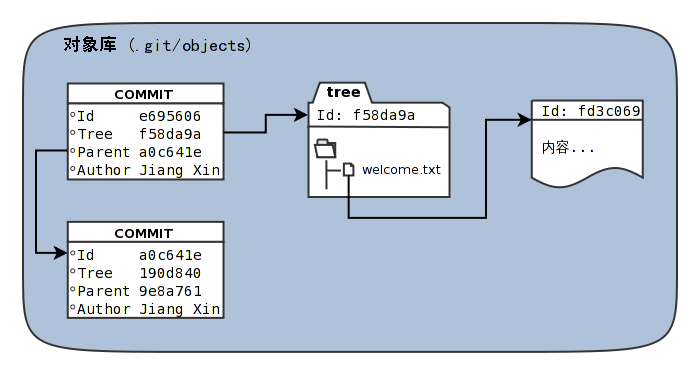 对象库 (.git/objects)
COMMIT
Id e695606
Tree f58da9a
Parent a0c641e
Author Jiang Xin
tree
Id: f58da9a
welcome.txt
Id: fd3c069
内容...
COMMIT
Id a0c641e
Tree 190d840
Parent 9e8a761
Author Jiang Xin